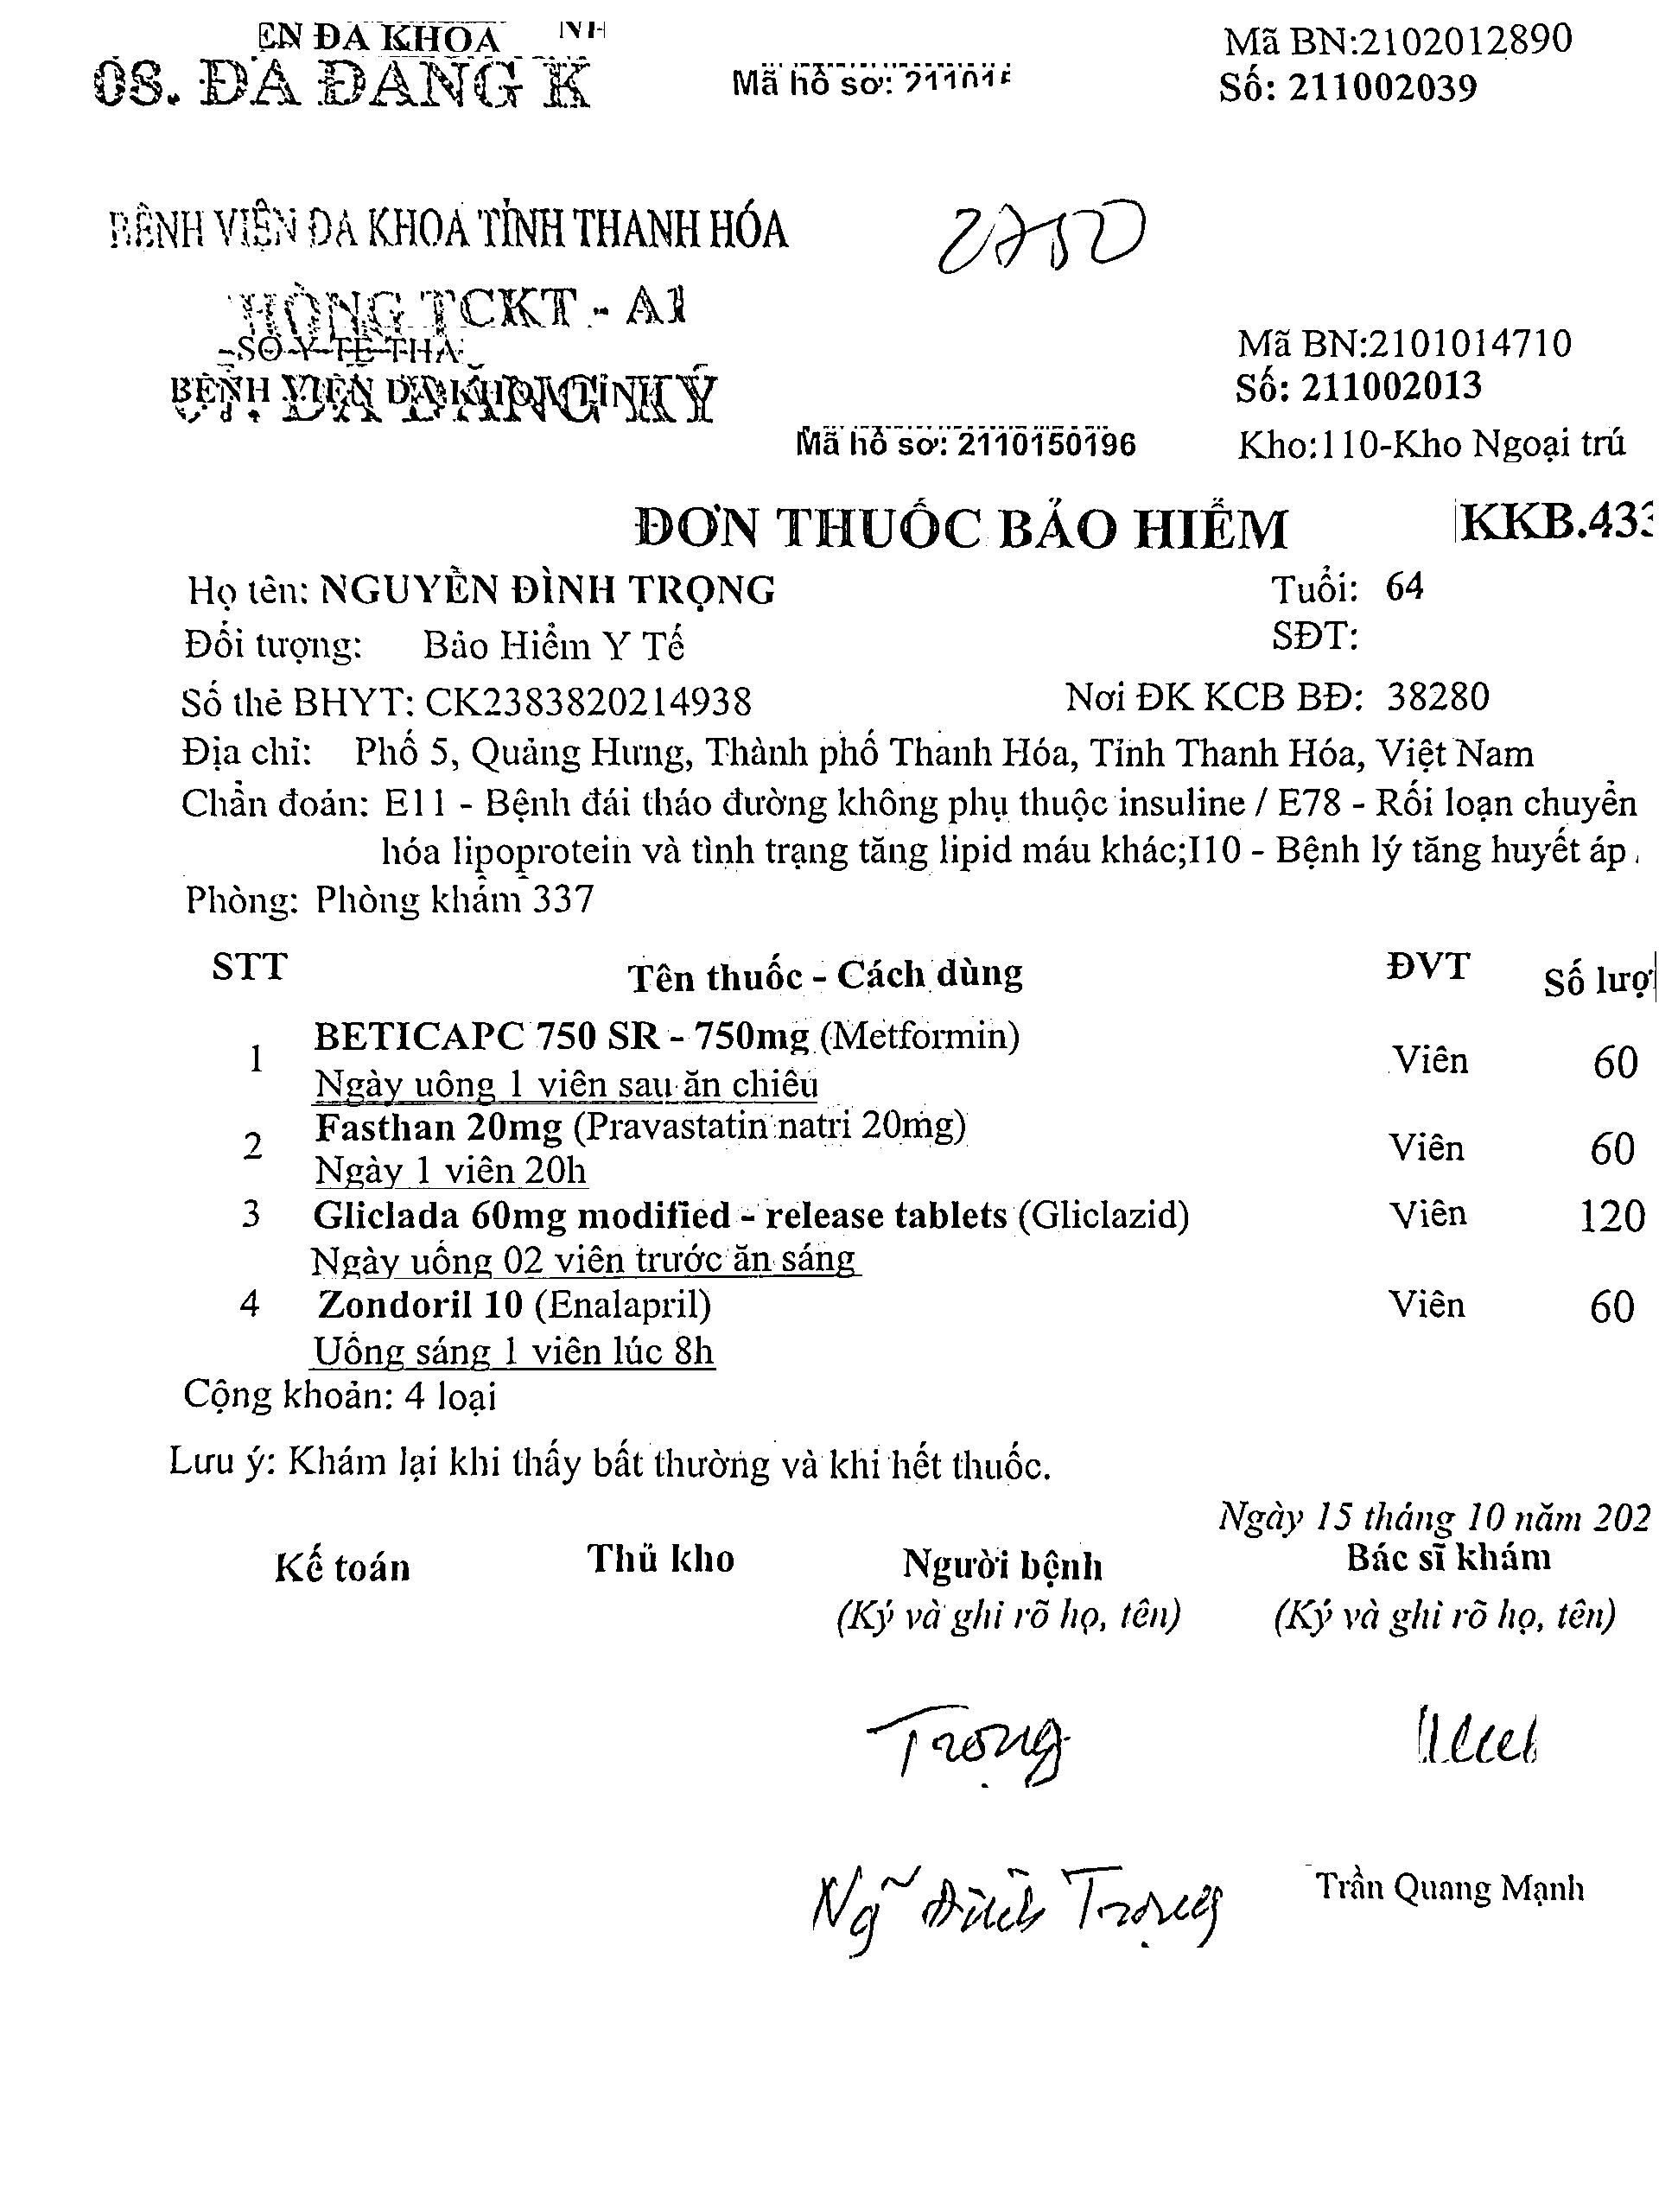 ĐA KHOA
08. ĐA ĐĂNG K
Mã hồ sơ:
Mã BN:2102012890
Số: 211002039
BỆNH VIỆN ĐA KHOA TỈNH THANH HÓA
2750
TCKT - A1
SỞ Y TẾ THA
BỆNH VIỆN ĐA KHOA TỈNH
Mã BN:2101014710
Số: 211002013
Mã hồ sơ: 2110150196
Kho:110-Kho Ngoại trú
ĐƠN THUỐC BẢO HIỂM
KKB.433
Họ tên: NGUYỄN ĐÌNH TRỌNG
Tuổi: 64
Đối tượng: Bảo Hiểm Y Tế
SĐT:
Số thẻ BHYT: CK2383820214938
Nơi ĐK KCB BĐ: 38280
Địa chỉ: Phố 5, Quảng Hưng, Thành phố Thanh Hóa, Tỉnh Thanh Hóa, Việt Nam
Chẩn đoán: E11 - Bệnh đái tháo đường không phụ thuộc insuline / E78 - Rối loạn chuyển
hóa lipoprotein và tình trạng tăng lipid máu khác;I10 - Bệnh lý tăng huyết áp
Phòng: Phòng khám 337
STT Tên thuốc - Cách dùng ĐVT Số lượ
1 BETICAPC 750 SR - 750mg (Metformin) Viên 60
Ngày uống 1 viên sau ăn chiều
2 Fasthan 20mg (Pravastatin natri 20mg) Viên 60
Ngày 1 viên 20h
3 Gliclada 60mg modified - release tablets (Gliclazid) Viên 120
Ngày uống 02 viên trước ăn sáng
4 Zondoril 10 (Enalapril) Viên 60
Uống sáng 1 viên lúc 8h
Cộng khoản: 4 loại
Lưu ý: Khám lại khi thấy bất thường và khi hết thuốc.
Ngày 15 tháng 10 năm 202
Kế toán Thủ kho Người bệnh Bác sĩ khám
(Ký và ghi rõ họ, tên) (Ký và ghi rõ họ, tên)
Trọng
Ng~ Đình Trọng
Trần Quang Mạnh